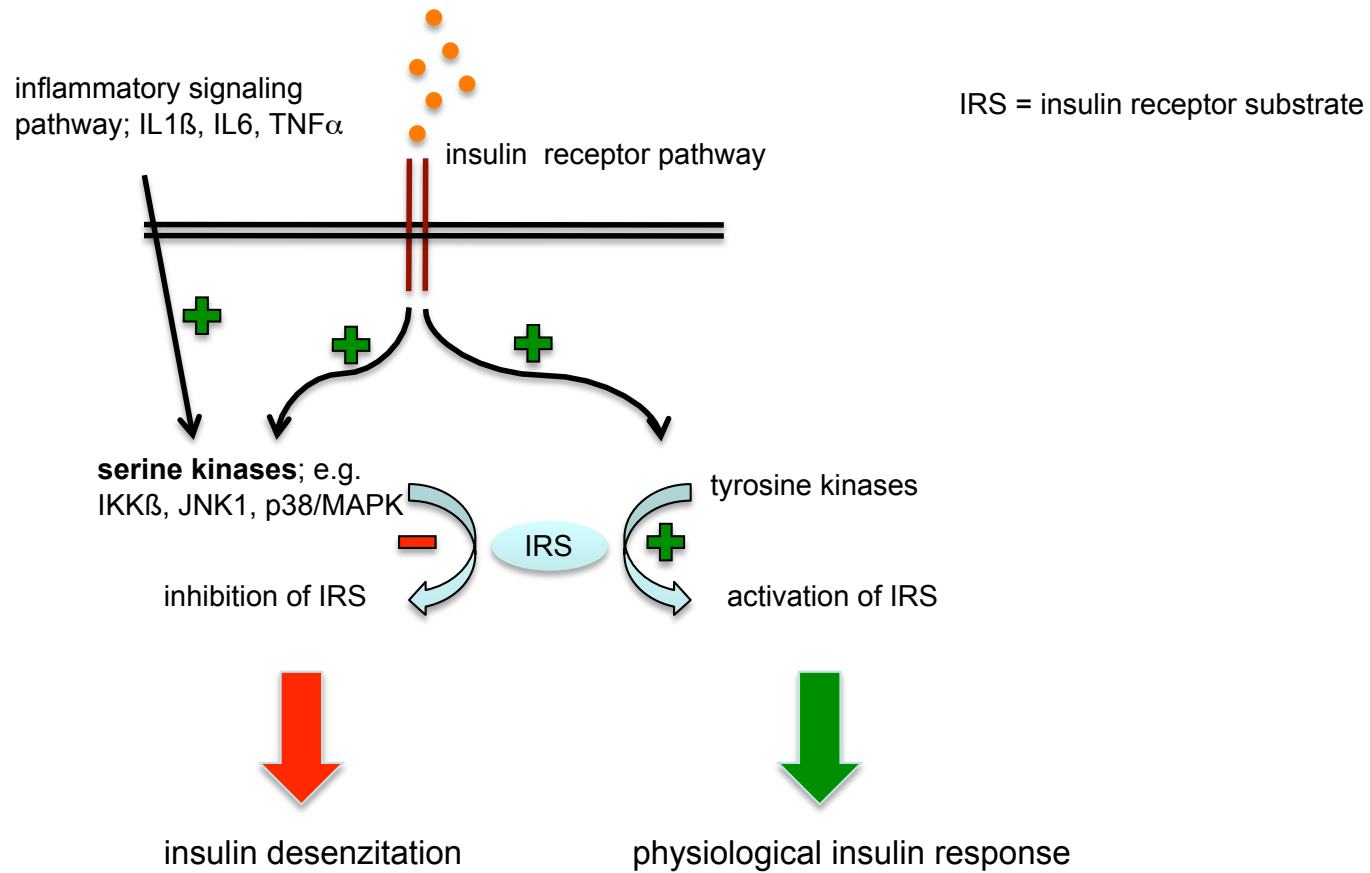 inflammatory signaling
pathway; IL1ß, IL6, TNFα
IRS = insulin receptor substrate
insulin receptor pathway
serine kinases; e.g.
IKKß, JNK1, p38/MAPK
tyrosine kinases
IRS
inhibition of IRS
activation of IRS
insulin desenzitation
physiological insulin response